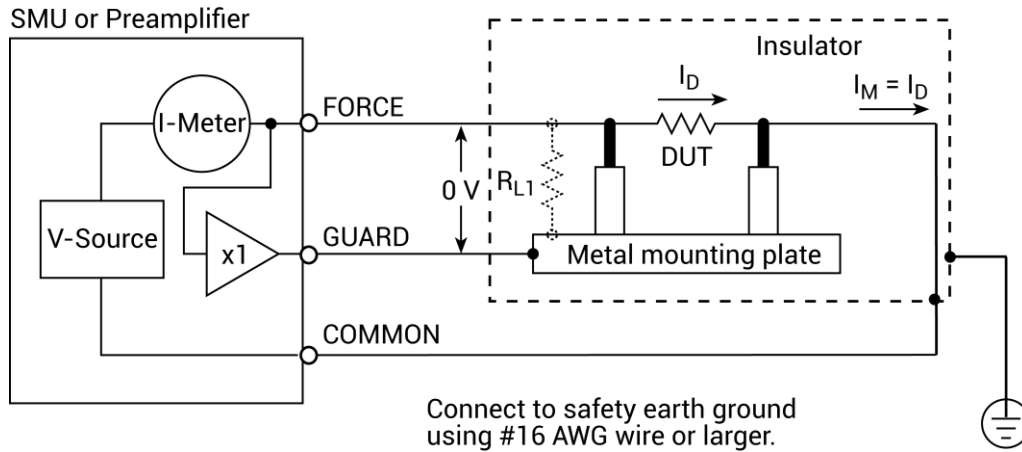 SMU or Preamplifier
Insulator
I-Meter
FORCE
I_D
I_M = I_D
DUT
0 V
R_L1
V-Source
x1
GUARD
Metal mounting plate
COMMON
Connect to safety earth ground
using #16 AWG wire or larger.